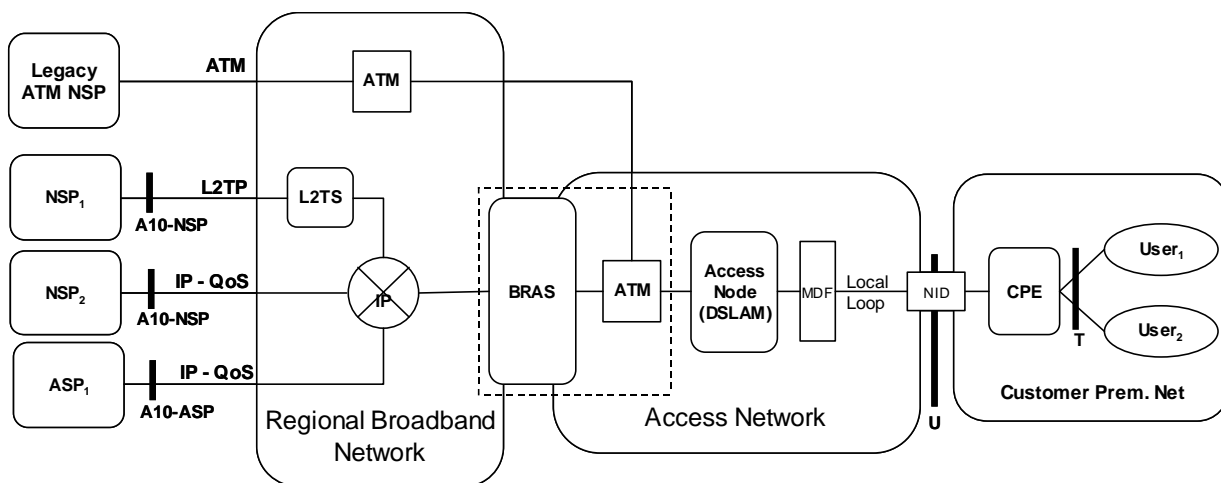 Legacy
ATM NSP
ATM
ATM
NSP1
L2TP
A10-NSP
L2TS
NSP2
IP - QoS
A10-NSP
IP
ASP1
IP - QoS
A10-ASP
Regional Broadband
Network
BRAS
ATM
Access
Node
(DSLAM)
MDF
Local
Loop
Access Network
NID
U
CPE
T
User1
User2
Customer Prem. Net